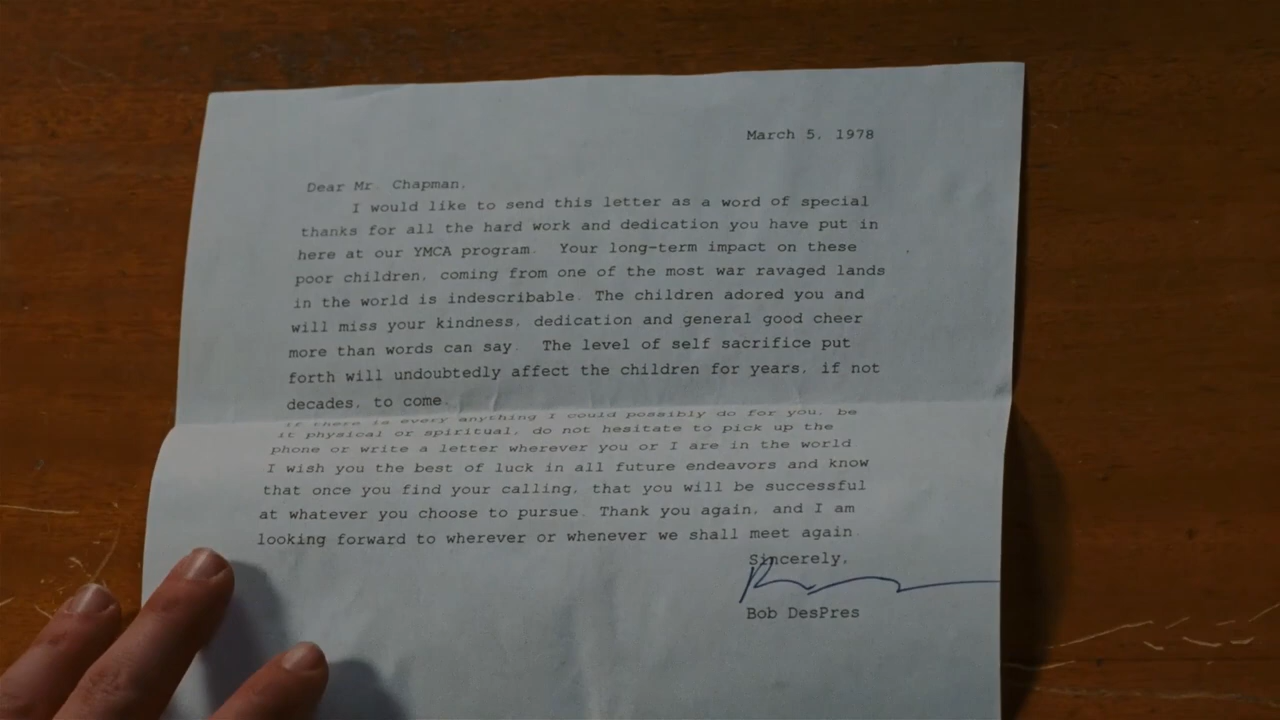 March 5, 1978
Dear Mr. Chapman,
I would like to send this letter as a word of special
thanks for all the hard work and dedication you have put in
here at our YMCA program. Your long-term impact on these
poor children, coming from one of the most war ravaged lands
in the world is indescribable. The children adored you and
will miss your kindness, dedication and general good cheer
more than words can say. The level of self sacrifice put
forth will undoubtedly affect the children for years, if not
decades, to come.
if there is every anything I could possibly do for you, be
it physical or spiritual, do not hesitate to pick up the
phone or write a letter wherever you or I are in the world
I wish you the best of luck in all future endeavors and know
that once you find your calling, that you will be successful
at whatever you choose to pursue. Thank you again, and I am
looking forward to wherever or whenever we shall meet again.
Sincerely,
Bob DesPres